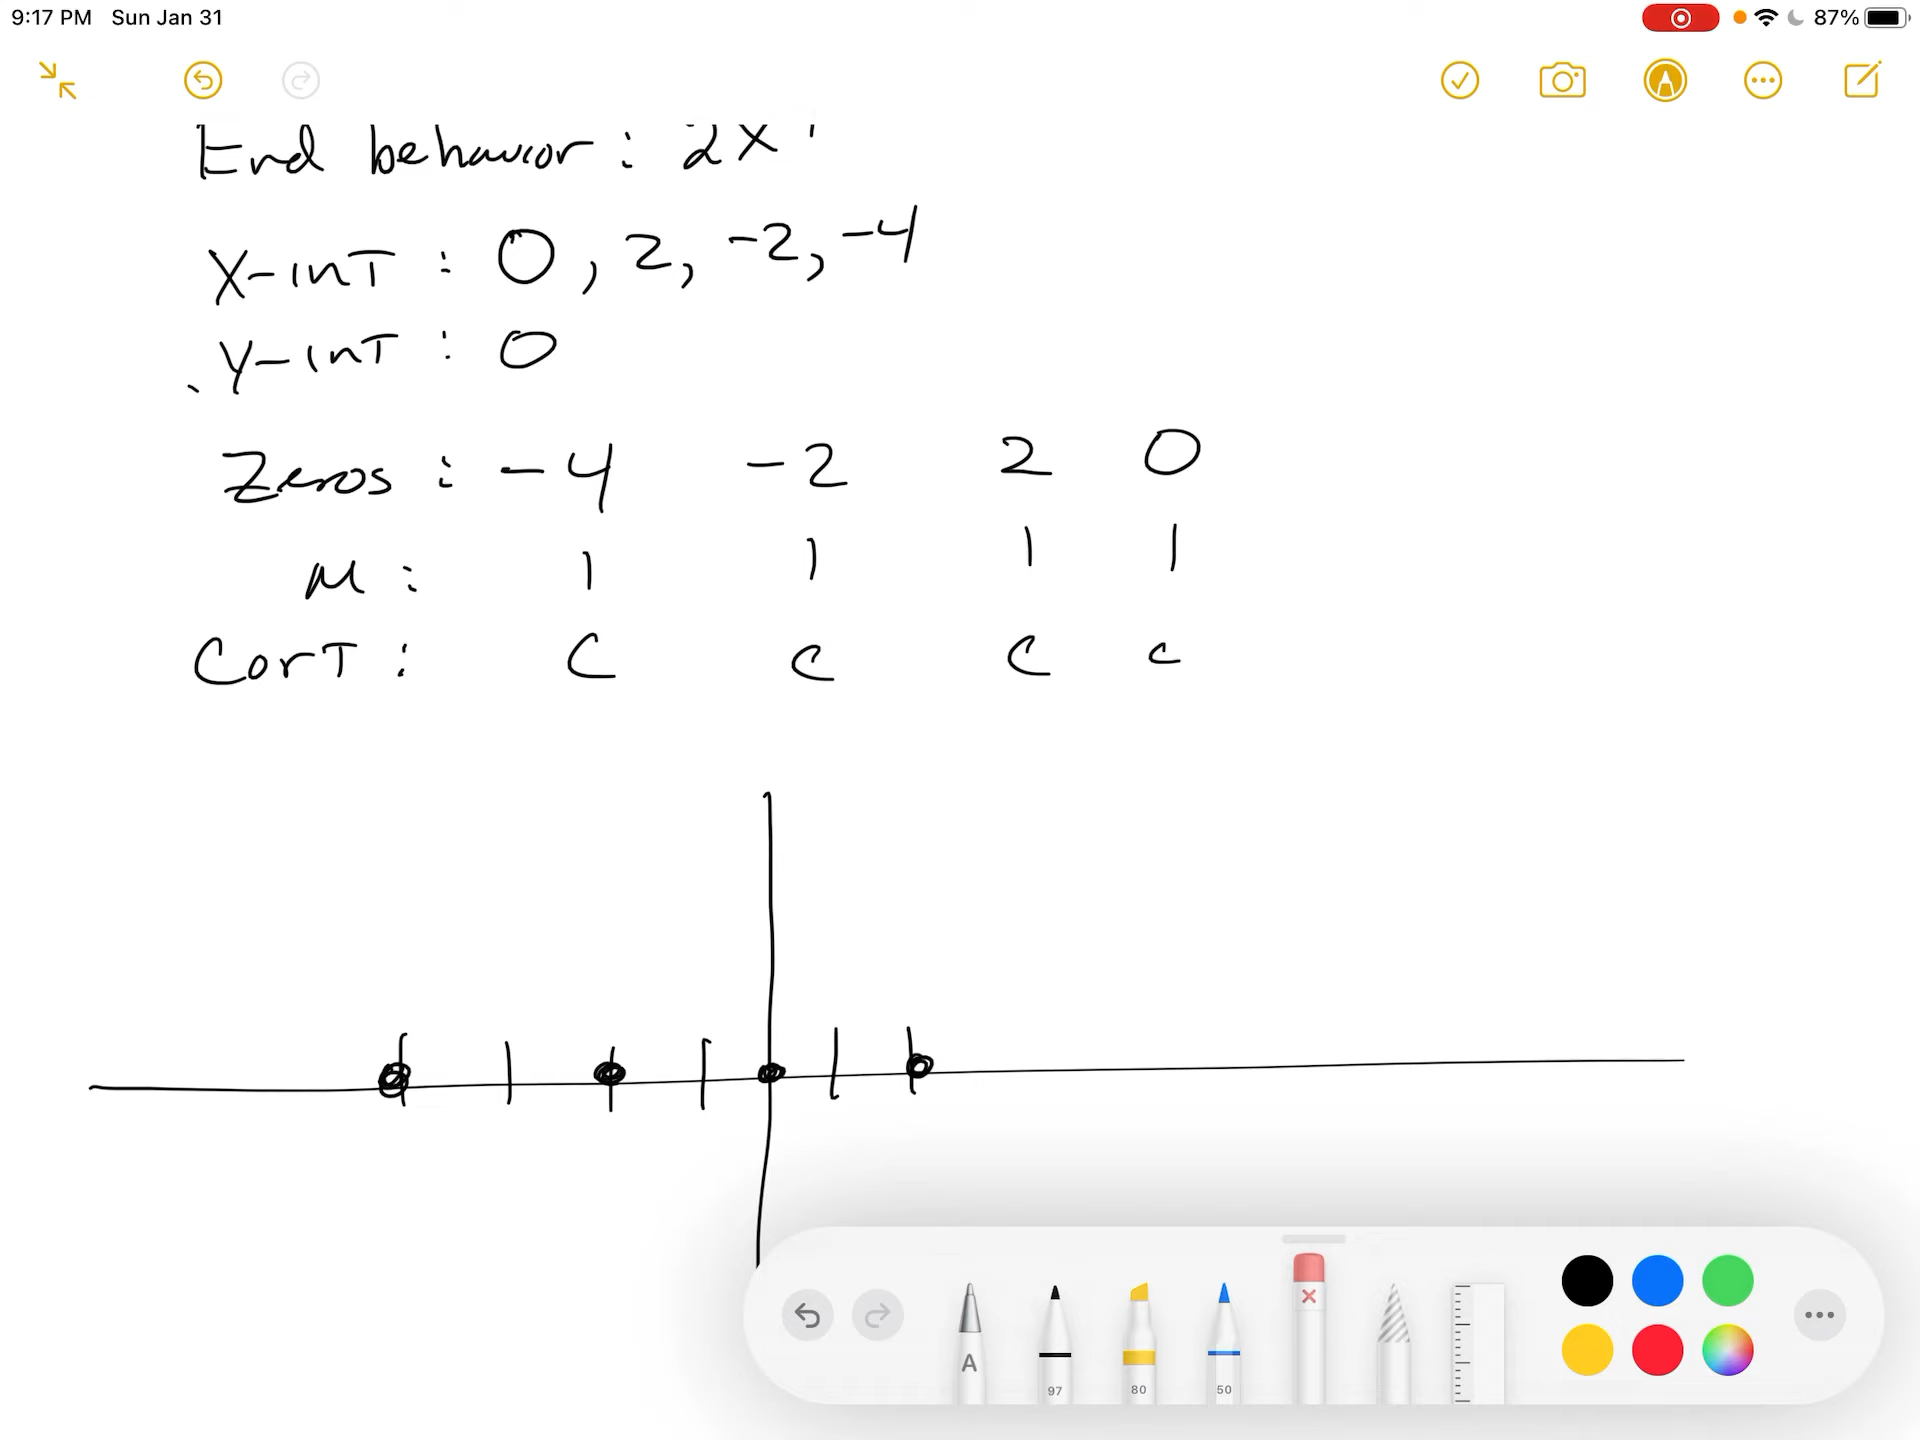 9:17 PM Sun Jan 31 87%
End behavior : 2x
X-int : 0, 2, -2, -4
Y-int : 0
Zeros : -4 -2 2 0
M : 1 1 1 1
CorT : C C C C
A 97 80 50